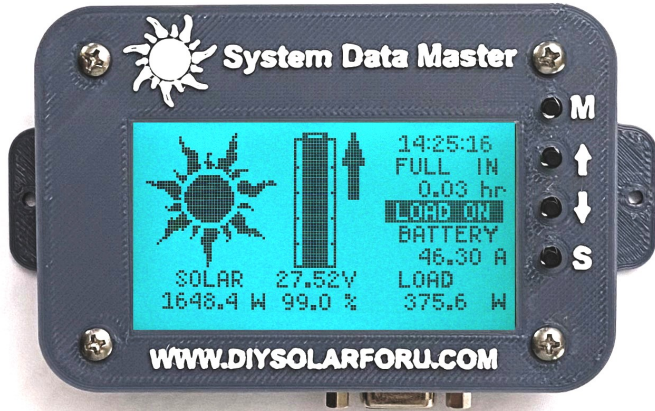 System Data Master
M
14:25:16
FULL IN
0.03 hr
LOAD ON
BATTERY
46.30 A
S
SOLAR 27.52V LOAD
1648.4 W 99.0 % 375.6 W
WWW.DIYSOLARFORU.COM